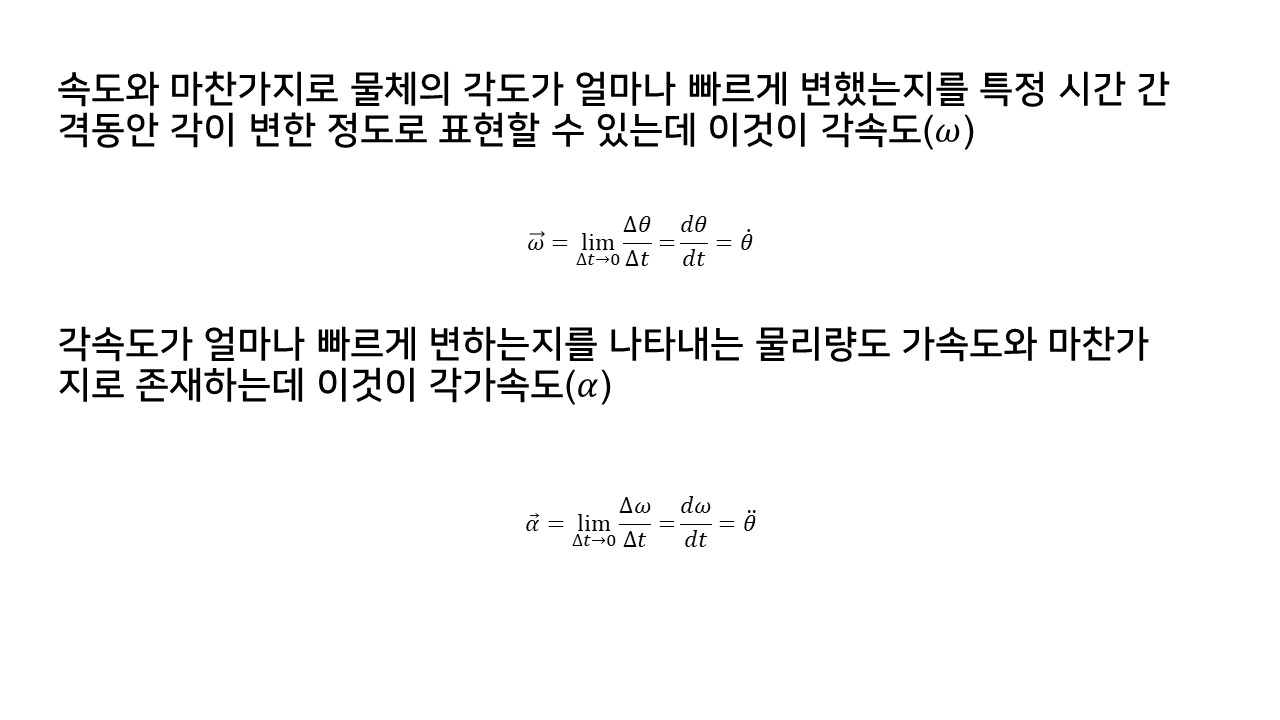 속도와 마찬가지로 물체의 각도가 얼마나 빠르게 변했는지를 특정 시간 간
격동안 각이 변한 정도로 표현할 수 있는데 이것이 각속도(ω)
$\vec{\omega} = \lim_{\Delta t \to 0} \frac{\Delta\theta}{\Delta t} = \frac{d\theta}{dt} = \dot{\theta}$
각속도가 얼마나 빠르게 변하는지를 나타내는 물리량도 가속도와 마찬가
지로 존재하는데 이것이 각가속도(α)
$\vec{\alpha} = \lim_{\Delta t \to 0} \frac{\Delta\omega}{\Delta t} = \frac{d\omega}{dt} = \ddot{\theta}$